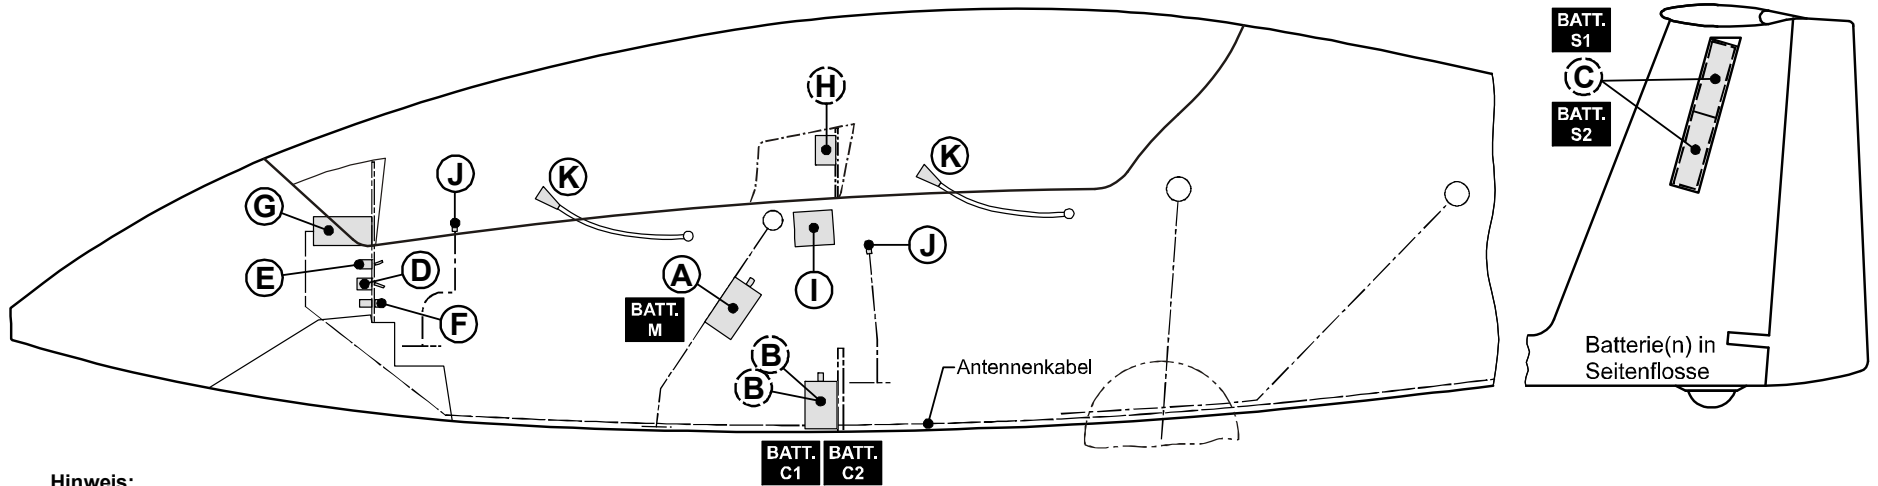 H
BATT.
S1
C
BATT.
S2
J
K
K
G
E
D
F
A
BATT.
M
I
J
B
B
Antennenkabel
BATT.
C1
BATT.
C2
Batterie(n) in
Seitenflosse
Hinweis: